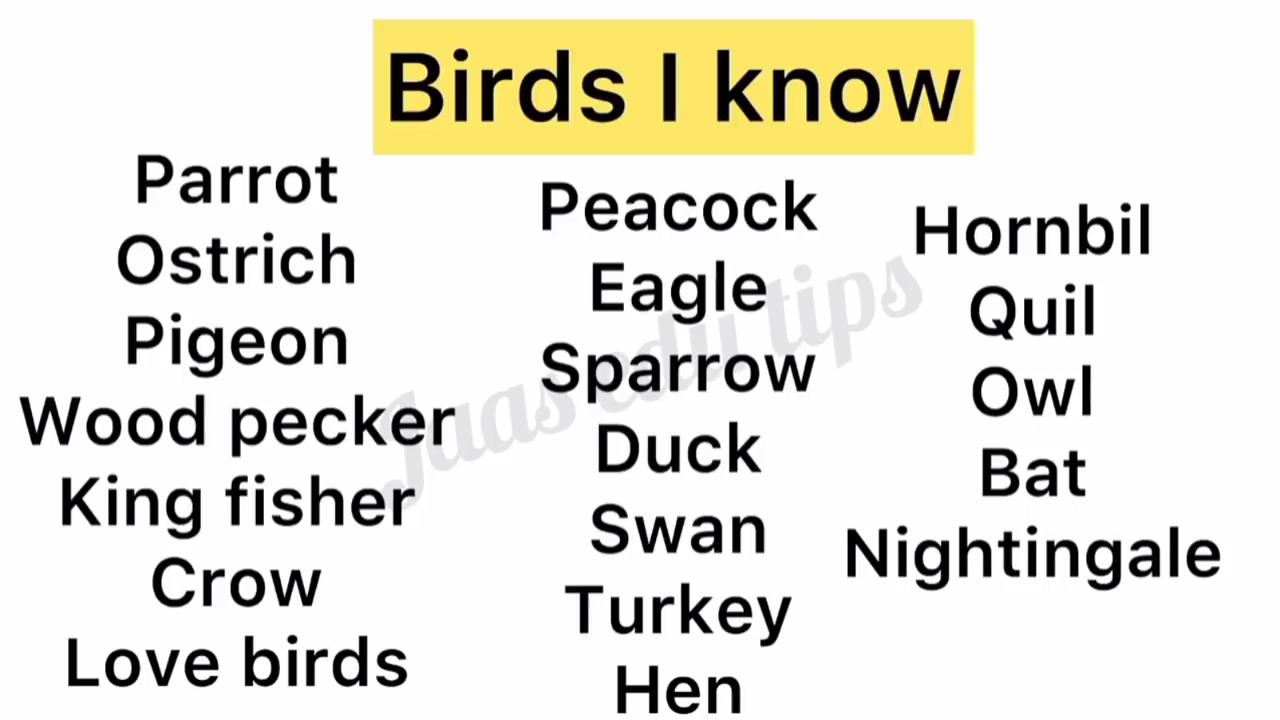 Birds I know
Parrot
Ostrich
Pigeon
Wood pecker
King fisher
Crow
Love birds
Peacock
Eagle
Sparrow
Duck
Swan
Turkey
Hen
Hornbil
Quil
Owl
Bat
Nightingale
Jaas edu tips